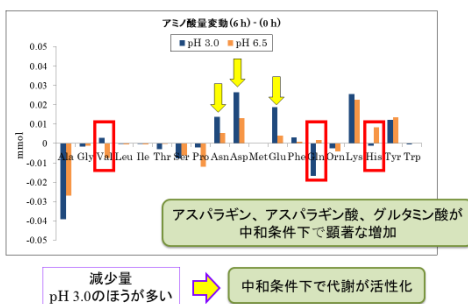 アミノ酸量変動(6 h) - (0 h)
pH 3.0 pH 6.5
mmol
0.05
0.04
0.03
0.02
0.01
0
-0.01
-0.02
-0.03
-0.04
-0.05
Ala Gly Val Leu Ile Thr Ser Pro Asn Asp Met Glu Phe Gln Orn Lys His Tyr Trp
アスパラギン、アスパラギン酸、グルタミン酸が
中和条件下で顕著な増加
減少量
pH 3.0のほうが多い
中和条件下で代謝が活性化